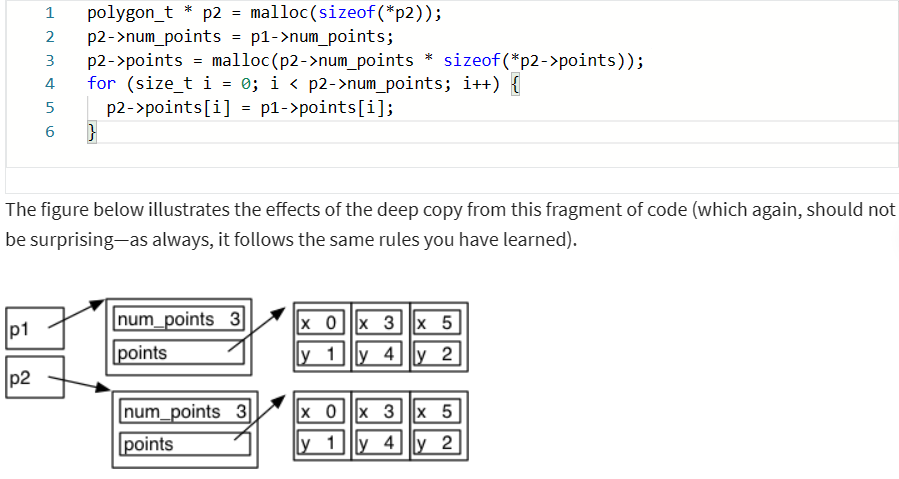 1 polygon_t * p2 = malloc(sizeof(*p2));
2 p2->num_points = p1->num_points;
3 p2->points = malloc(p2->num_points * sizeof(*p2->points));
4 for (size_t i = 0; i < p2->num_points; i++) {
5 p2->points[i] = p1->points[i];
6 }
The figure below illustrates the effects of the deep copy from this fragment of code (which again, should not
be surprising—as always, it follows the same rules you have learned).
p1
num_points 3
points
x 0 x 3 x 5
y 1 y 4 y 2
p2
num_points 3
points
x 0 x 3 x 5
y 1 y 4 y 2